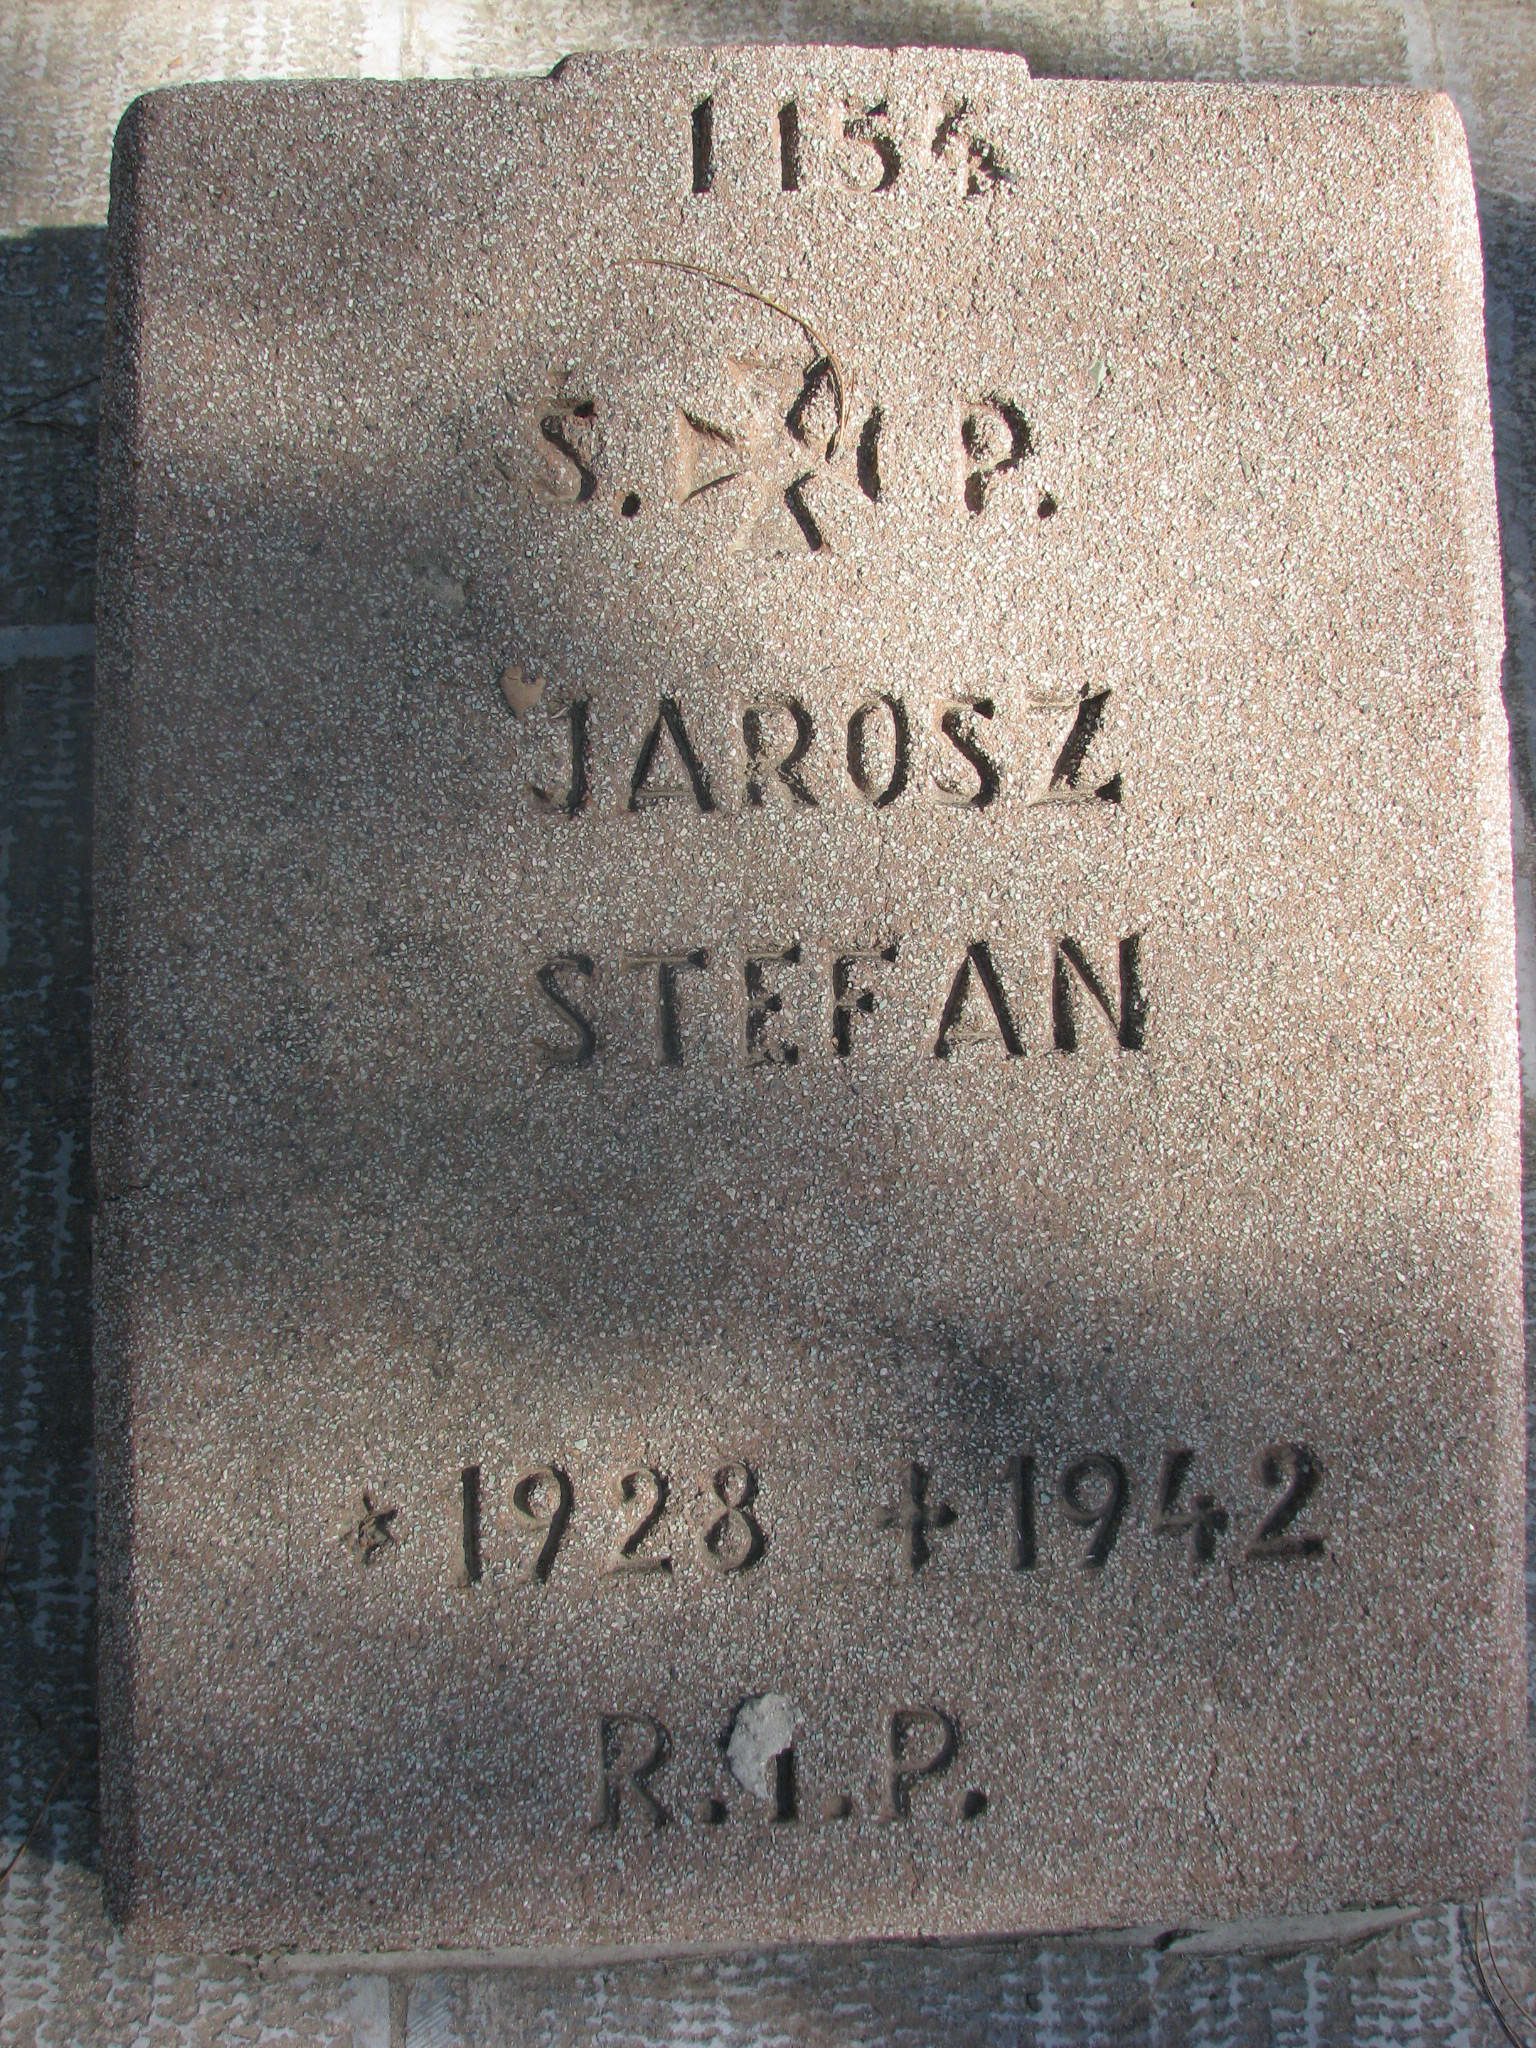 1154
Ś. ✠ P.
JAROSZ
STEFAN
* 1928 + 1942
R.I.P.